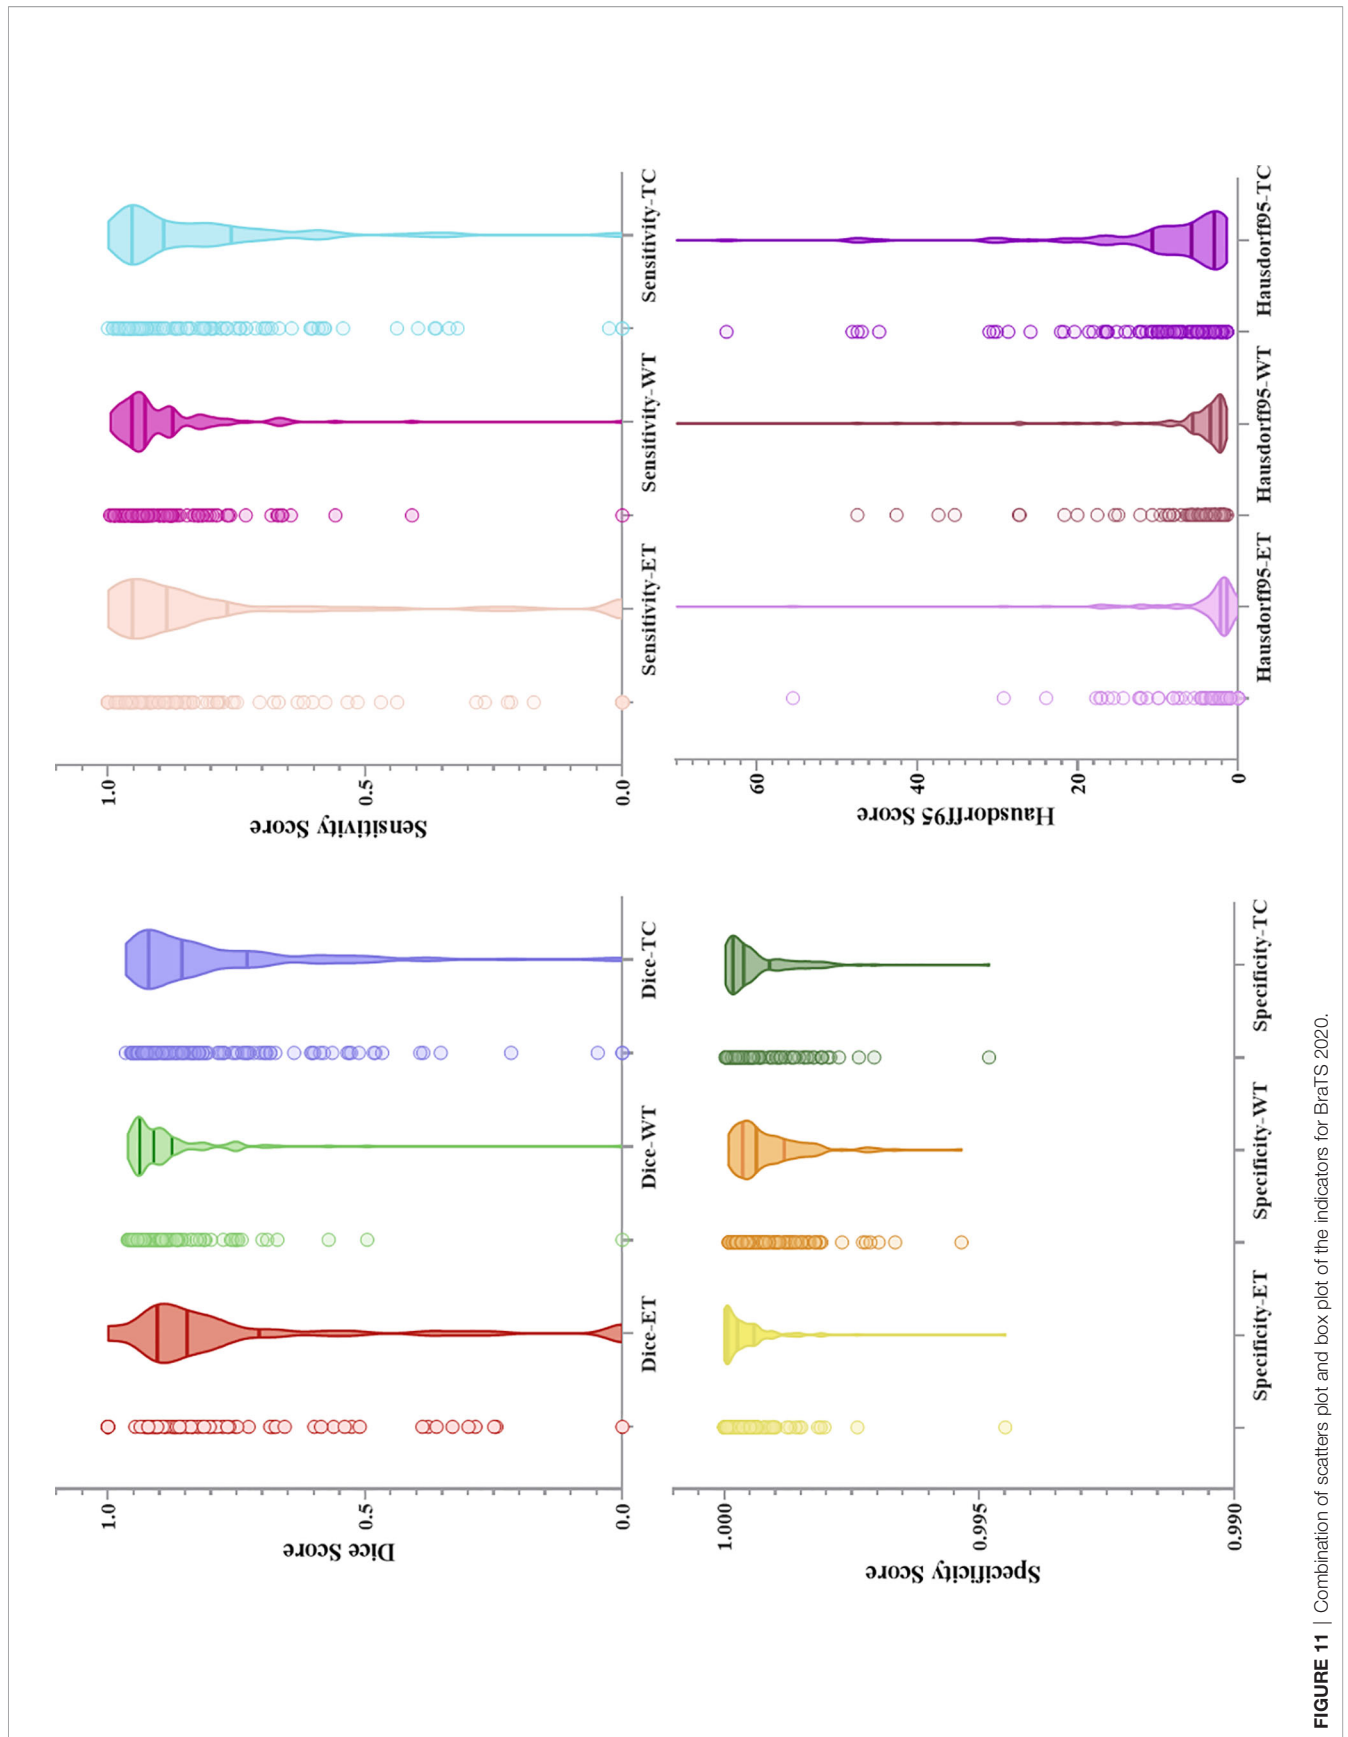 Dice Score
1.0
0.5
0.0
Dice-ET
Dice-WT
Dice-TC
Sensitivity Score
1.0
0.5
0.0
Sensitivity-ET
Sensitivity-WT
Sensitivity-TC
Specificity Score
1.000
0.995
0.990
Specificity-ET
Specificity-WT
Specificity-TC
Hausdorff95 Score
60
40
20
0
Hausdorff95-ET
Hausdorff95-WT
Hausdorff95-TC
FIGURE 11 | Combination of scatters plot and box plot of the indicators for BraTS 2020.